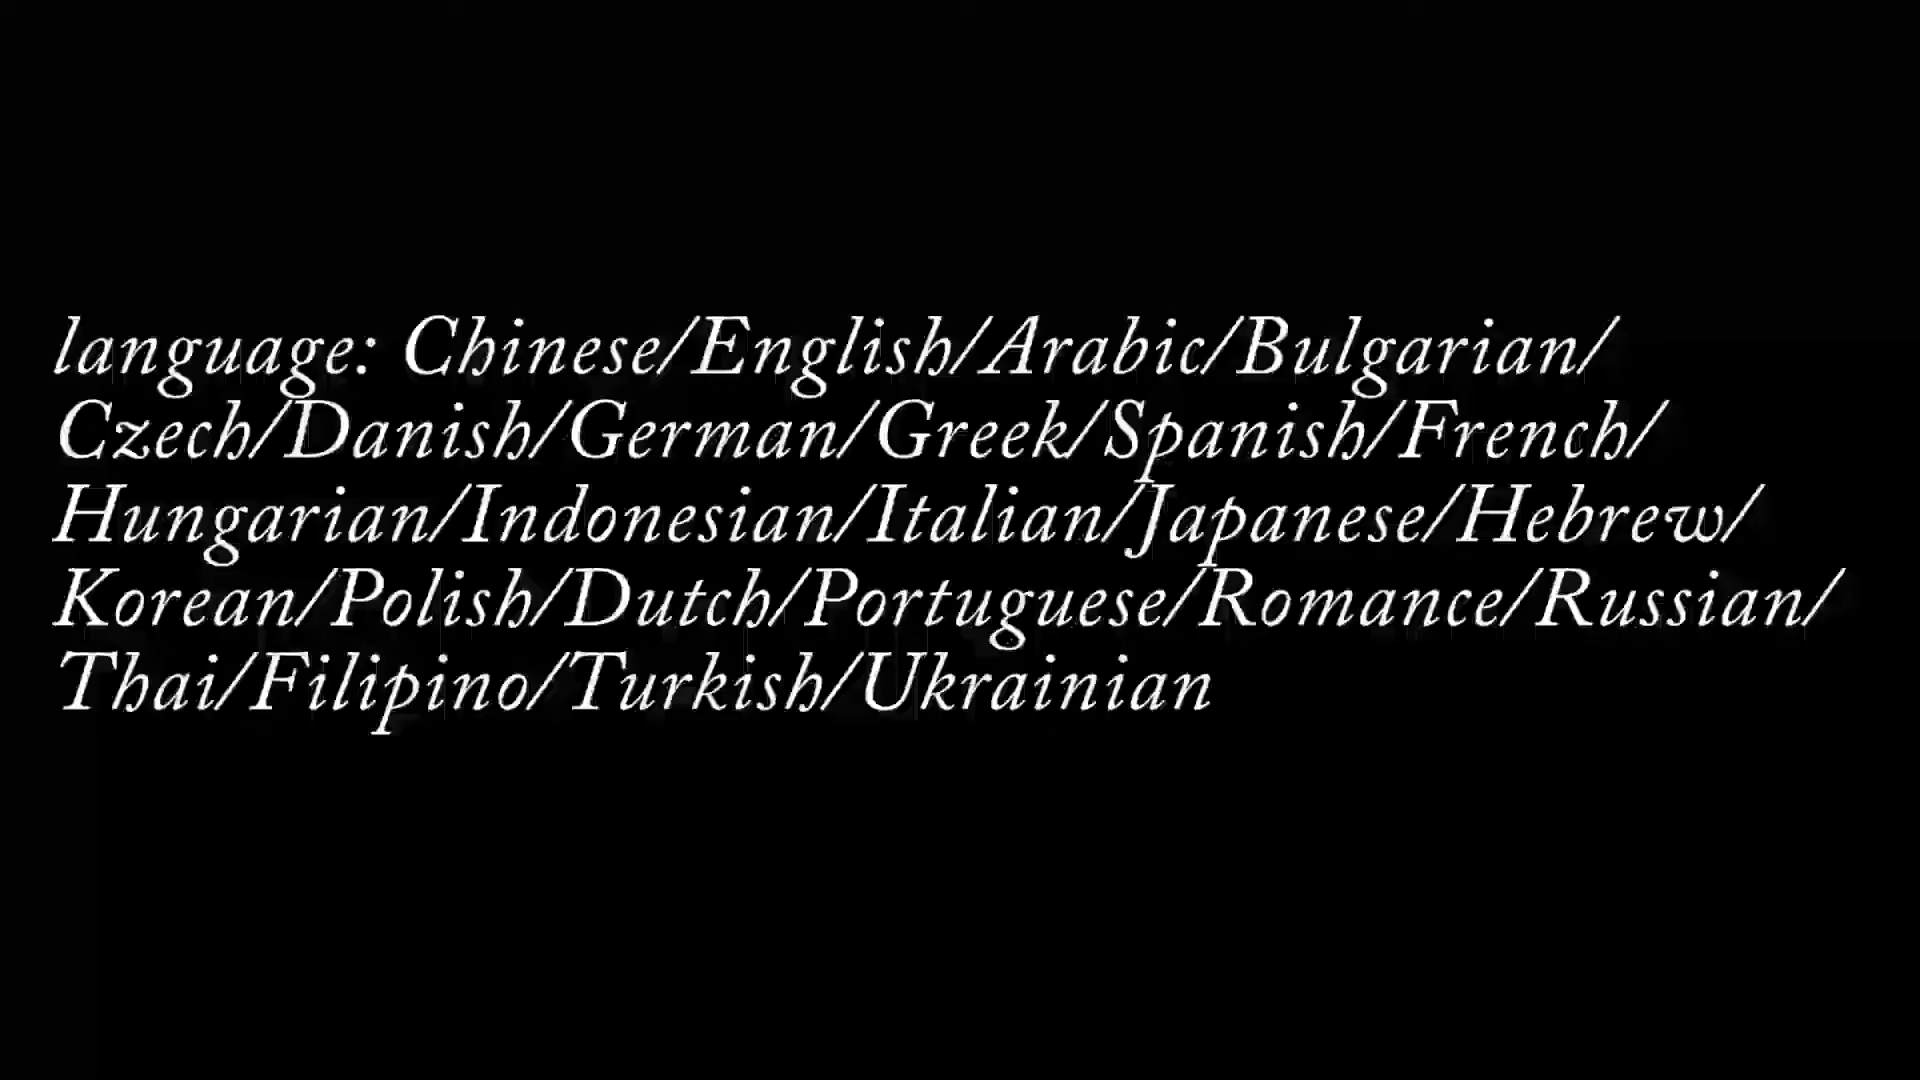 language: Chinese/English/Arabic/Bulgarian/
Czech/Danish/German/Greek/Spanish/French/
Hungarian/Indonesian/Italian/Japanese/Hebrew/
Korean/Polish/Dutch/Portuguese/Romance/Russian/
Thai/Filipino/Turkish/Ukrainian